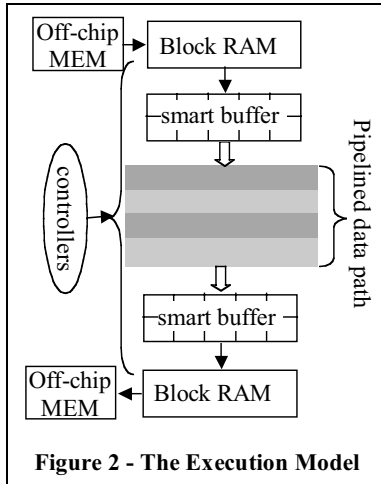 Off-chip
MEM
Block RAM
smart buffer
controllers
Pipelined data path
smart buffer
Off-chip
MEM
Block RAM
Figure 2 - The Execution Model